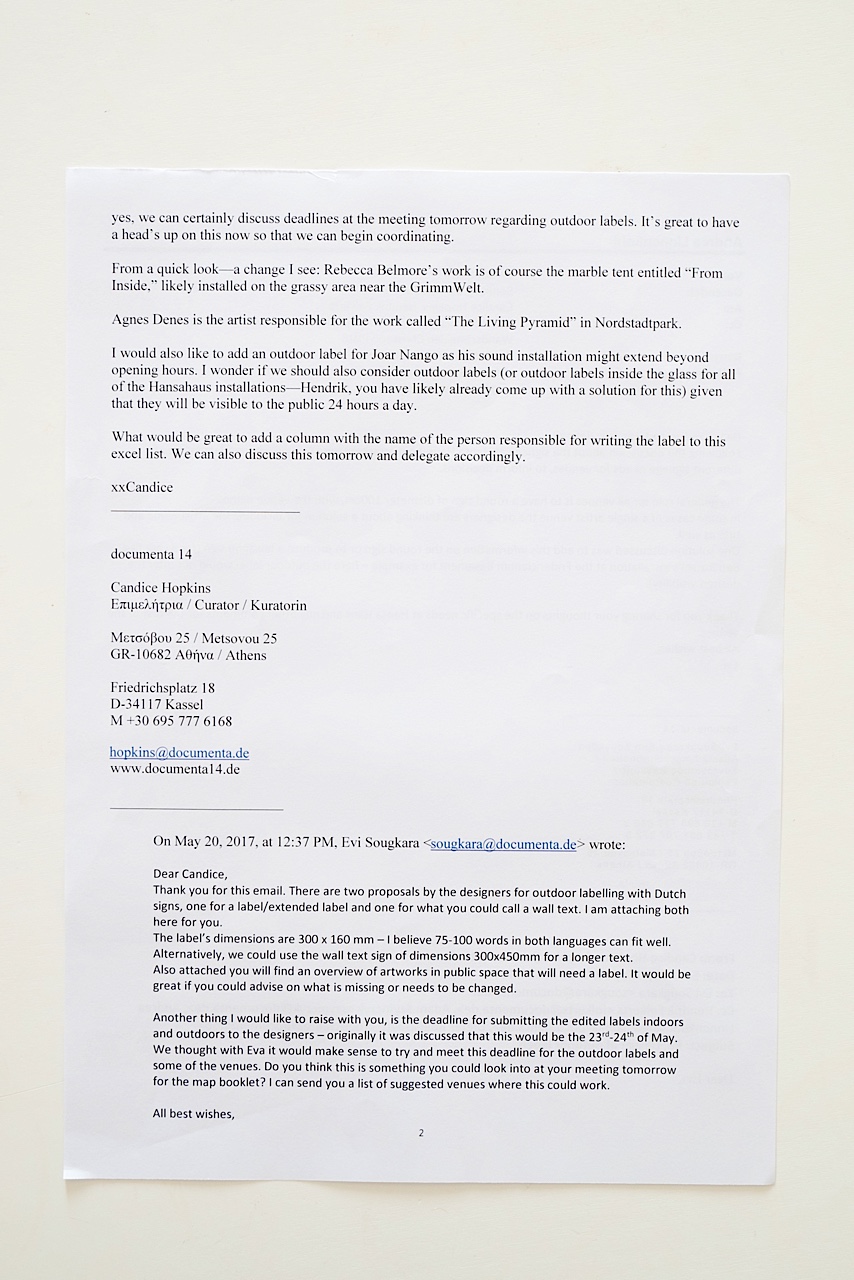 yes, we can certainly discuss deadlines at the meeting tomorrow regarding outdoor labels. It’s great to have
a head’s up on this now so that we can begin coordinating.
From a quick look—a change I see: Rebecca Belmore’s work is of course the marble tent entitled “From
Inside,” likely installed on the grassy area near the GrimmWelt.
Agnes Denes is the artist responsible for the work called “The Living Pyramid” in Nordstadtpark.
I would also like to add an outdoor label for Joar Nango as his sound installation might extend beyond
opening hours. I wonder if we should also consider outdoor labels (or outdoor labels inside the glass for all
of the Hansahaus installations—Hendrik, you have likely already come up with a solution for this) given
that they will be visible to the public 24 hours a day.
What would be great to add a column with the name of the person responsible for writing the label to this
excel list. We can also discuss this tomorrow and delegate accordingly.
xxCandice
documenta 14
Candice Hopkins
Επιμελήτρια / Curator / Kuratorin
Μετσόβου 25 / Metsovou 25
GR-10682 Αθήνα / Athens
Friedrichsplatz 18
D-34117 Kassel
M +30 695 777 6168
hopkins@documenta.de
www.documenta14.de
On May 20, 2017, at 12:37 PM, Evi Sougkara <sougkara@documenta.de> wrote:
Dear Candice,
Thank you for this email. There are two proposals by the designers for outdoor labelling with Dutch
signs, one for a label/extended label and one for what you could call a wall text. I am attaching both
here for you.
The label’s dimensions are 300 x 160 mm – I believe 75-100 words in both languages can fit well.
Alternatively, we could use the wall text sign of dimensions 300x450mm for a longer text.
Also attached you will find an overview of artworks in public space that will need a label. It would be
great if you could advise on what is missing or needs to be changed.
Another thing I would like to raise with you, is the deadline for submitting the edited labels indoors
and outdoors to the designers – originally it was discussed that this would be the 23rd-24th of May.
We thought with Eva it would make sense to try and meet this deadline for the outdoor labels and
some of the venues. Do you think this is something you could look into at your meeting tomorrow
for the map booklet? I can send you a list of suggested venues where this could work.
All best wishes,
2